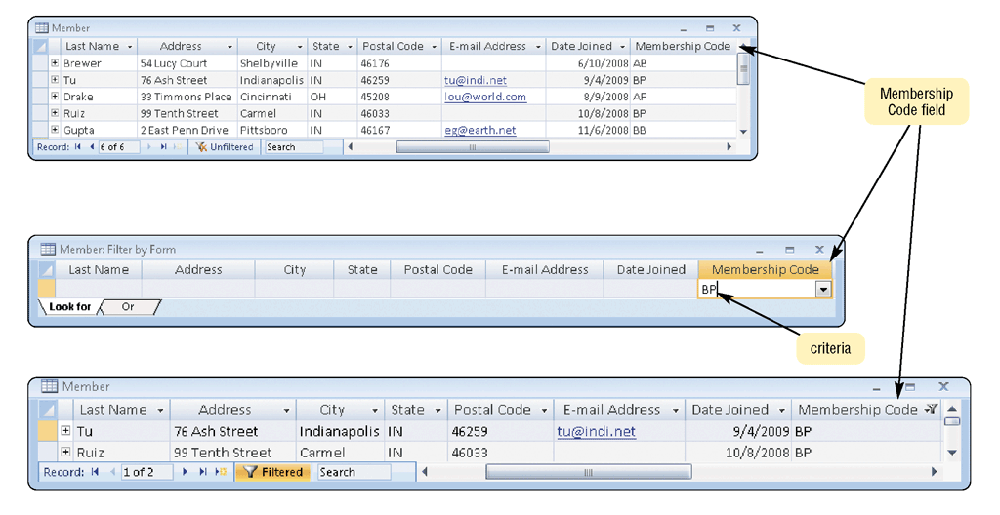 Member
Last Name Address City State Postal Code E-mail Address Date Joined Membership Code
Brewer 54 Lucy Court Shelbyville IN 46176 6/10/2008 AB
Tu 76 Ash Street Indianapolis IN 46259 tu@indi.net 9/4/2009 BP
Drake 33 Timmons Place Cincinnati OH 45208 lou@world.com 8/9/2008 AP
Ruiz 99 Tenth Street Carmel IN 46033 10/8/2008 BP
Gupta 2 East Penn Drive Pittsboro IN 46167 eg@earth.net 11/6/2008 BB
Record: 6 of 6 Unfiltered Search
Membership
Code field
Member: Filter by Form
Last Name Address City State Postal Code E-mail Address Date Joined Membership Code
BP
Look for Or
criteria
Member
Last Name Address City State Postal Code E-mail Address Date Joined Membership Code
Tu 76 Ash Street Indianapolis IN 46259 tu@indi.net 9/4/2009 BP
Ruiz 99 Tenth Street Carmel IN 46033 10/8/2008 BP
Record: 1 of 2 Filtered Search